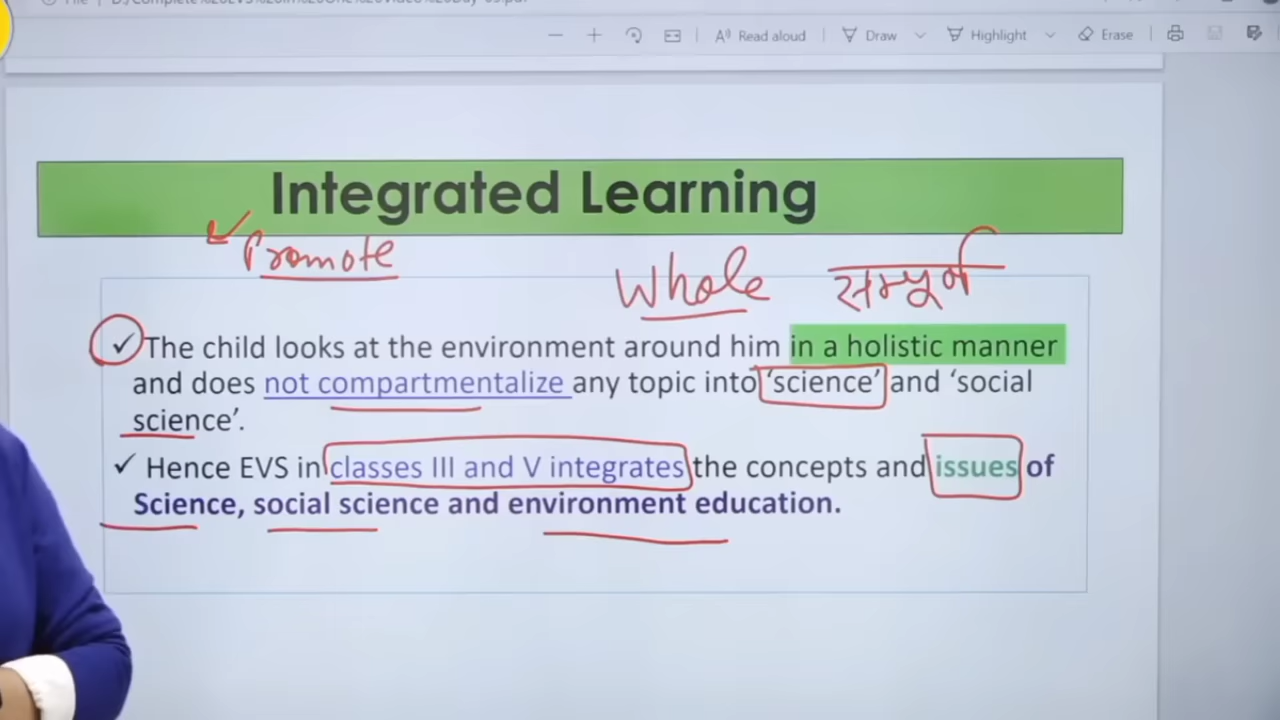 Read aloud Draw Highlight Erase
Integrated Learning
Promote
Whole सम्पूर्ण
✓ The child looks at the environment around him in a holistic manner
and does not compartmentalize any topic into ‘science’ and ‘social
science’.
✓ Hence EVS in classes III and V integrates the concepts and issues of
Science, social science and environment education.